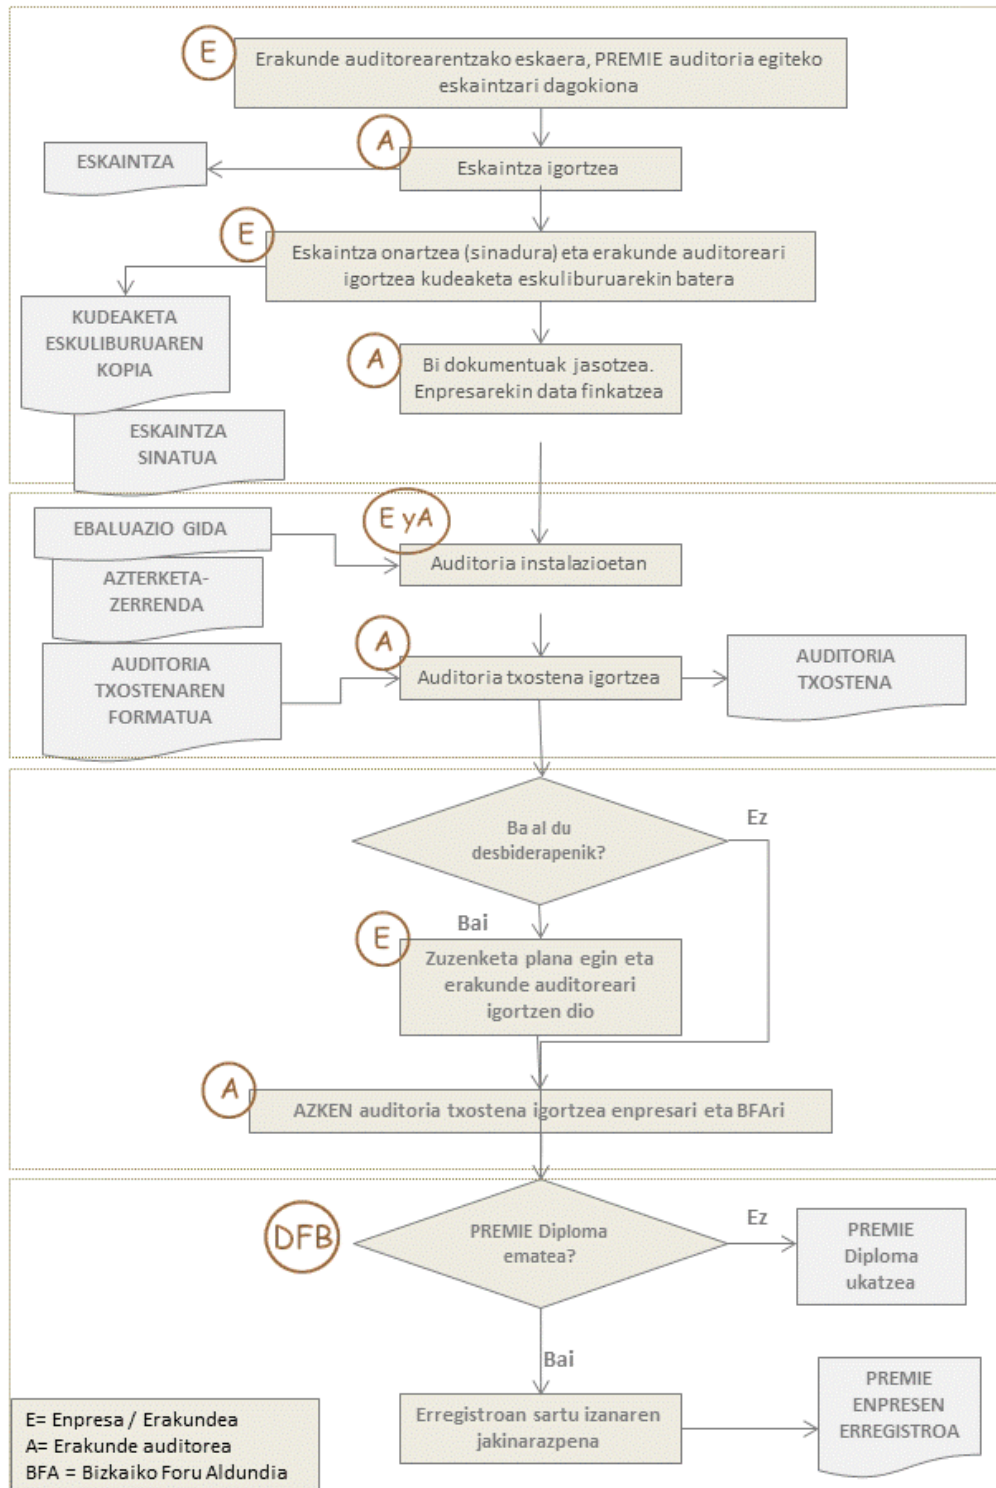 E
Erakunde auditorearentzako eskaera, PREMIE auditoria egiteko
eskaintzari dagokiona
A
ESKAINTZA
Eskaintza igortzea
E
Eskaintza onartzea (sinadura) eta erakunde auditoreari
igortzea kudeaketa eskuliburuarekin batera
KUDEAKETA
ESKULIBURUAREN
KOPIA
A
Bi dokumentuak jasotzea.
Enpresarekin data finkatzea
ESKAINTZA
SINATUA
E yA
EBALUAZIO GIDA
Auditoria instalazioetan
AZTERKETA-
ZERRENDA
A
AUDITORIA
TXOSTENAREN
FORMATUA
Auditoria txostena igortzea
AUDITORIA
TXOSTENA
Ba al du
desbiderapenik?
Ez
Bai
E
Zuzenketa plana egin eta
erakunde auditoreari
igortzen dio
A
AZKEN auditoria txostena igortzea enpresari eta BFAri
DFB
PREMIE Diploma
ematea?
Ez
PREMIE
Diploma
ukatzea
Bai
Erregistroan sartu izanaren
jakinarazpena
PREMIE
ENPRESEN
ERREGISTROA
E= Enpresa / Erakundea
A= Erakunde auditorea
BFA = Bizkaiko Foru Aldundia